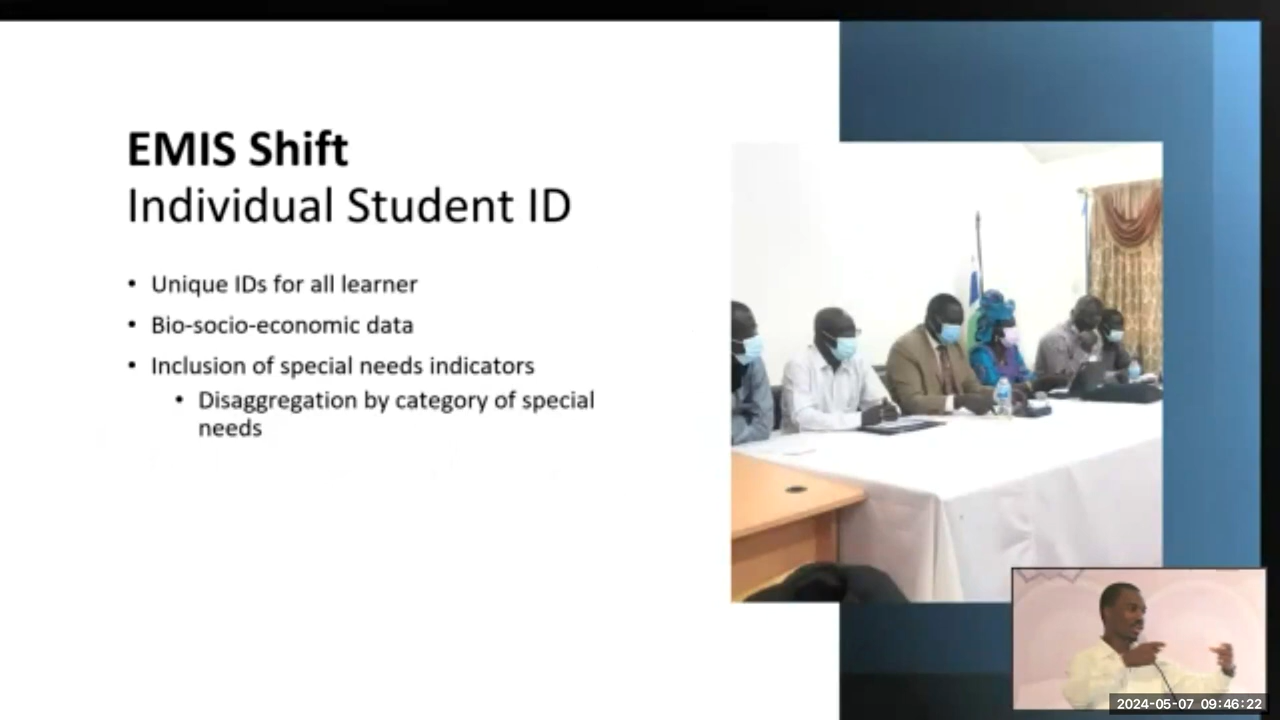 EMIS Shift
Individual Student ID
• Unique IDs for all learner
• Bio-socio-economic data
• Inclusion of special needs indicators
• Disaggregation by category of special
needs
2024-05-07 09:46:22